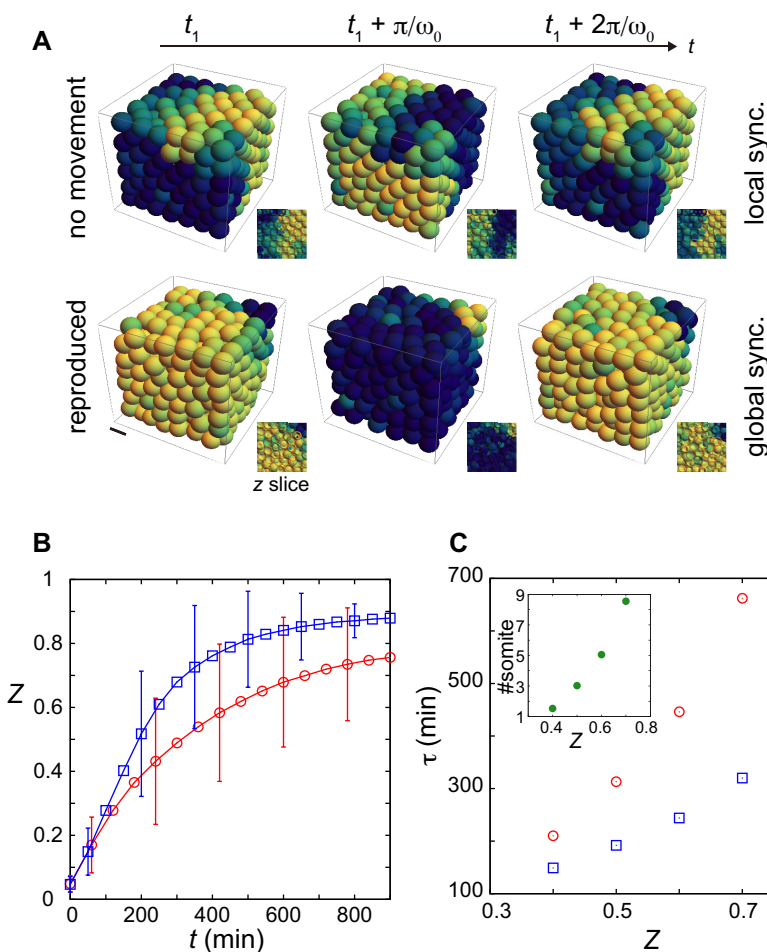 A
t₁ t₁ + π/ω₀ t₁ + 2π/ω₀ t
no movement
local sync.
reproduced
global sync.
z slice
B
Z
1
0.8
0.6
0.4
0.2
0
0 200 400 600 800
t (min)
C
τ (min)
700
500
300
100
0.3 0.5 0.7
Z
#somite
9
7
5
3
1
0.4 0.6 0.8
Z